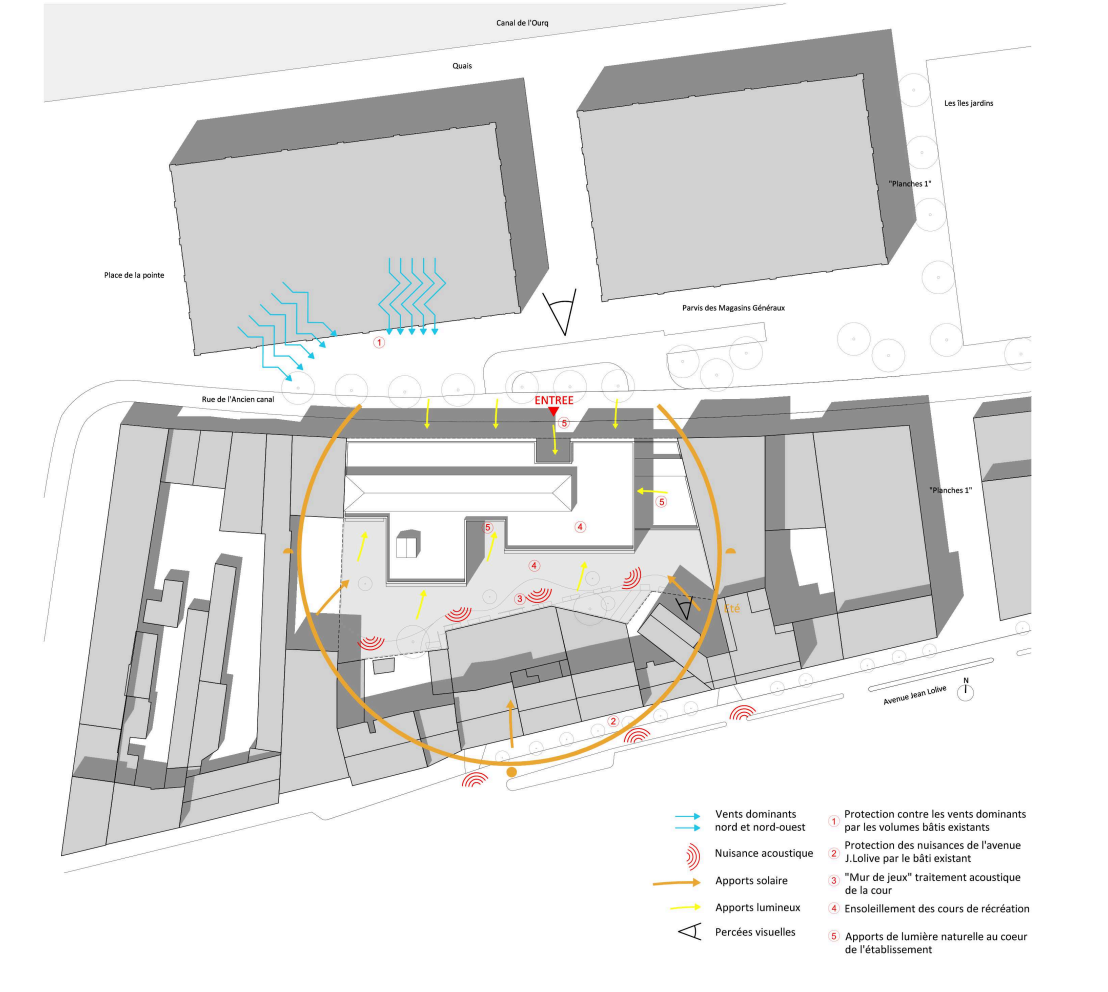 Canal de l'Ourq
Quais
Les îles jardins
"Planches 1"
Place de la pointe
Parvis des Magasins Généraux
1
Rue de l'Ancien canal
ENTREE
5
"Planches 1"
5
5
4
4
3
Eté
N
Avenue Jean Lolive
2
Vents dominants
nord et nord-ouest
Nuisance acoustique
Apports solaire
Apports lumineux
Percées visuelles
1 Protection contre les vents dominants
par les volumes bâtis existants
2 Protection des nuisances de l'avenue
J.Lolive par le bâti existant
3 "Mur de jeux" traitement acoustique
de la cour
4 Ensoleillement des cours de récréation
5 Apports de lumière naturelle au coeur
de l'établissement